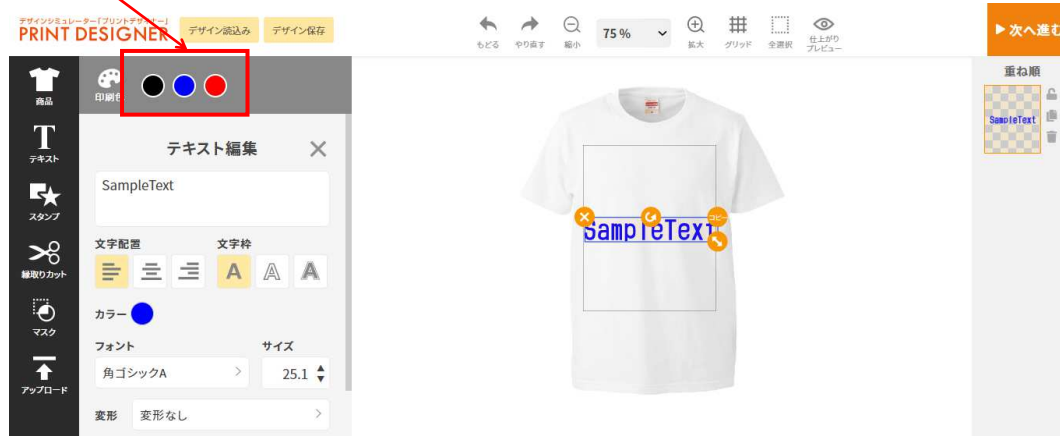 デザインシミュレーター「プリントデザイナー」
PRINT DESIGNER
デザイン読込み
デザイン保存
もどる
やり直す
縮小
75 %
拡大
グリッド
全選択
仕上がり
プレビュー
▶次へ進む
商品
テキスト
スタンプ
縁取りカット
マスク
アップロード
印刷色
テキスト編集
SampleText
文字配置
文字枠
A
A
A
カラー
フォント
サイズ
角ゴシックA
25.1
変形
変形なし
SampleText
コピー
重ね順
SampleText